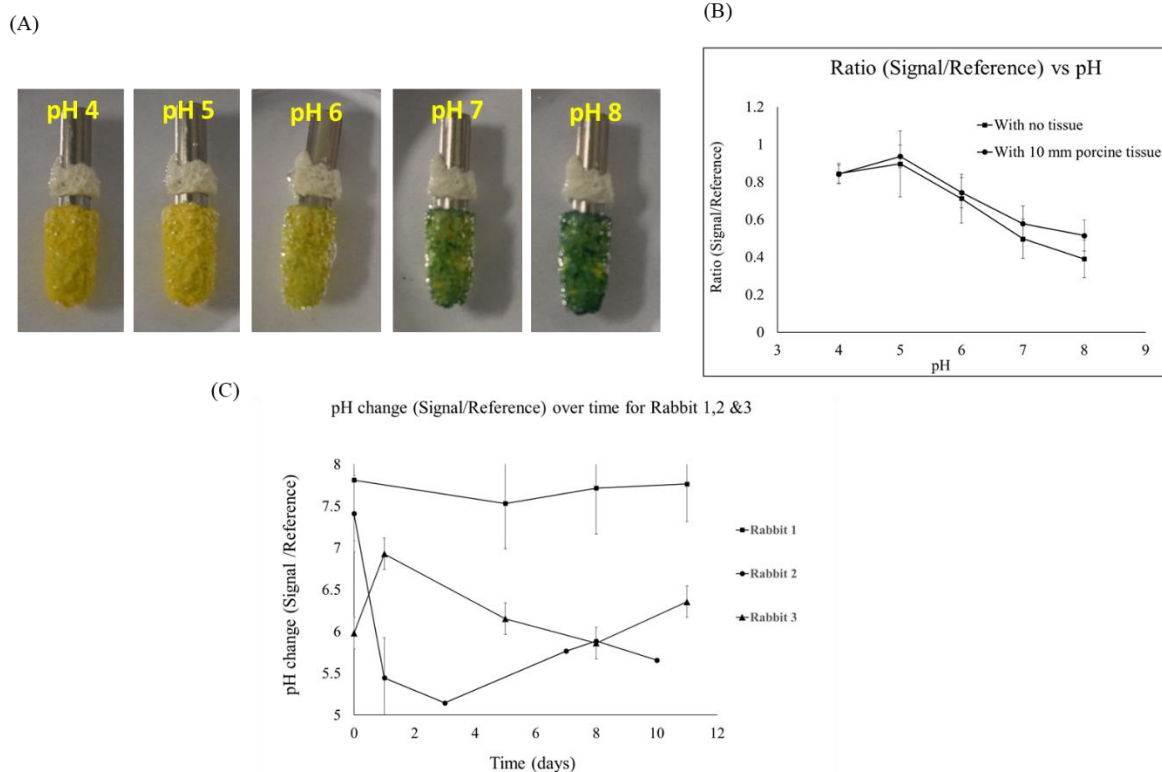 (A)
pH 4 pH 5 pH 6 pH 7 pH 8
(B)
Ratio (Signal/Reference) vs pH
Ratio (Signal/Reference)
1.2
1
0.8
0.6
0.4
0.2
0
3 4 5 6 7 8 9
pH
With no tissue
With 10 mm porcine tissue
(C)
pH change (Signal/Reference) over time for Rabbit 1,2 &3
pH change (Signal /Reference)
8
7.5
7
6.5
6
5.5
5
0 2 4 6 8 10 12
Time (days)
Rabbit 1
Rabbit 2
Rabbit 3